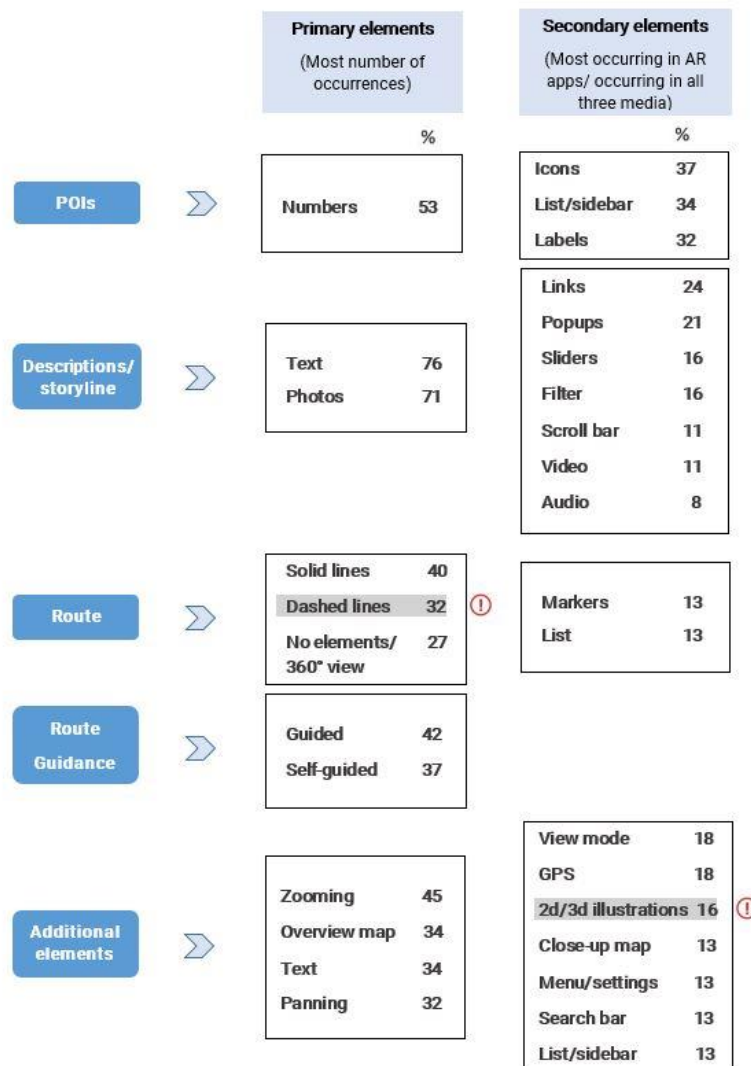 Primary elements
(Most number of
occurrences)
Secondary elements
(Most occurring in AR
apps/ occurring in all
three media)
%
%
POIs
Numbers 53
Icons 37
List/sidebar 34
Labels 32
Descriptions/
storyline
Text 76
Photos 71
Links 24
Popups 21
Sliders 16
Filter 16
Scroll bar 11
Video 11
Audio 8
Route
Solid lines 40
Dashed lines 32 !
No elements/ 27
360° view
Markers 13
List 13
Route
Guidance
Guided 42
Self-guided 37
Additional
elements
Zooming 45
Overview map 34
Text 34
Panning 32
View mode 18
GPS 18
2d/3d illustrations 16 !
Close-up map 13
Menu/settings 13
Search bar 13
List/sidebar 13